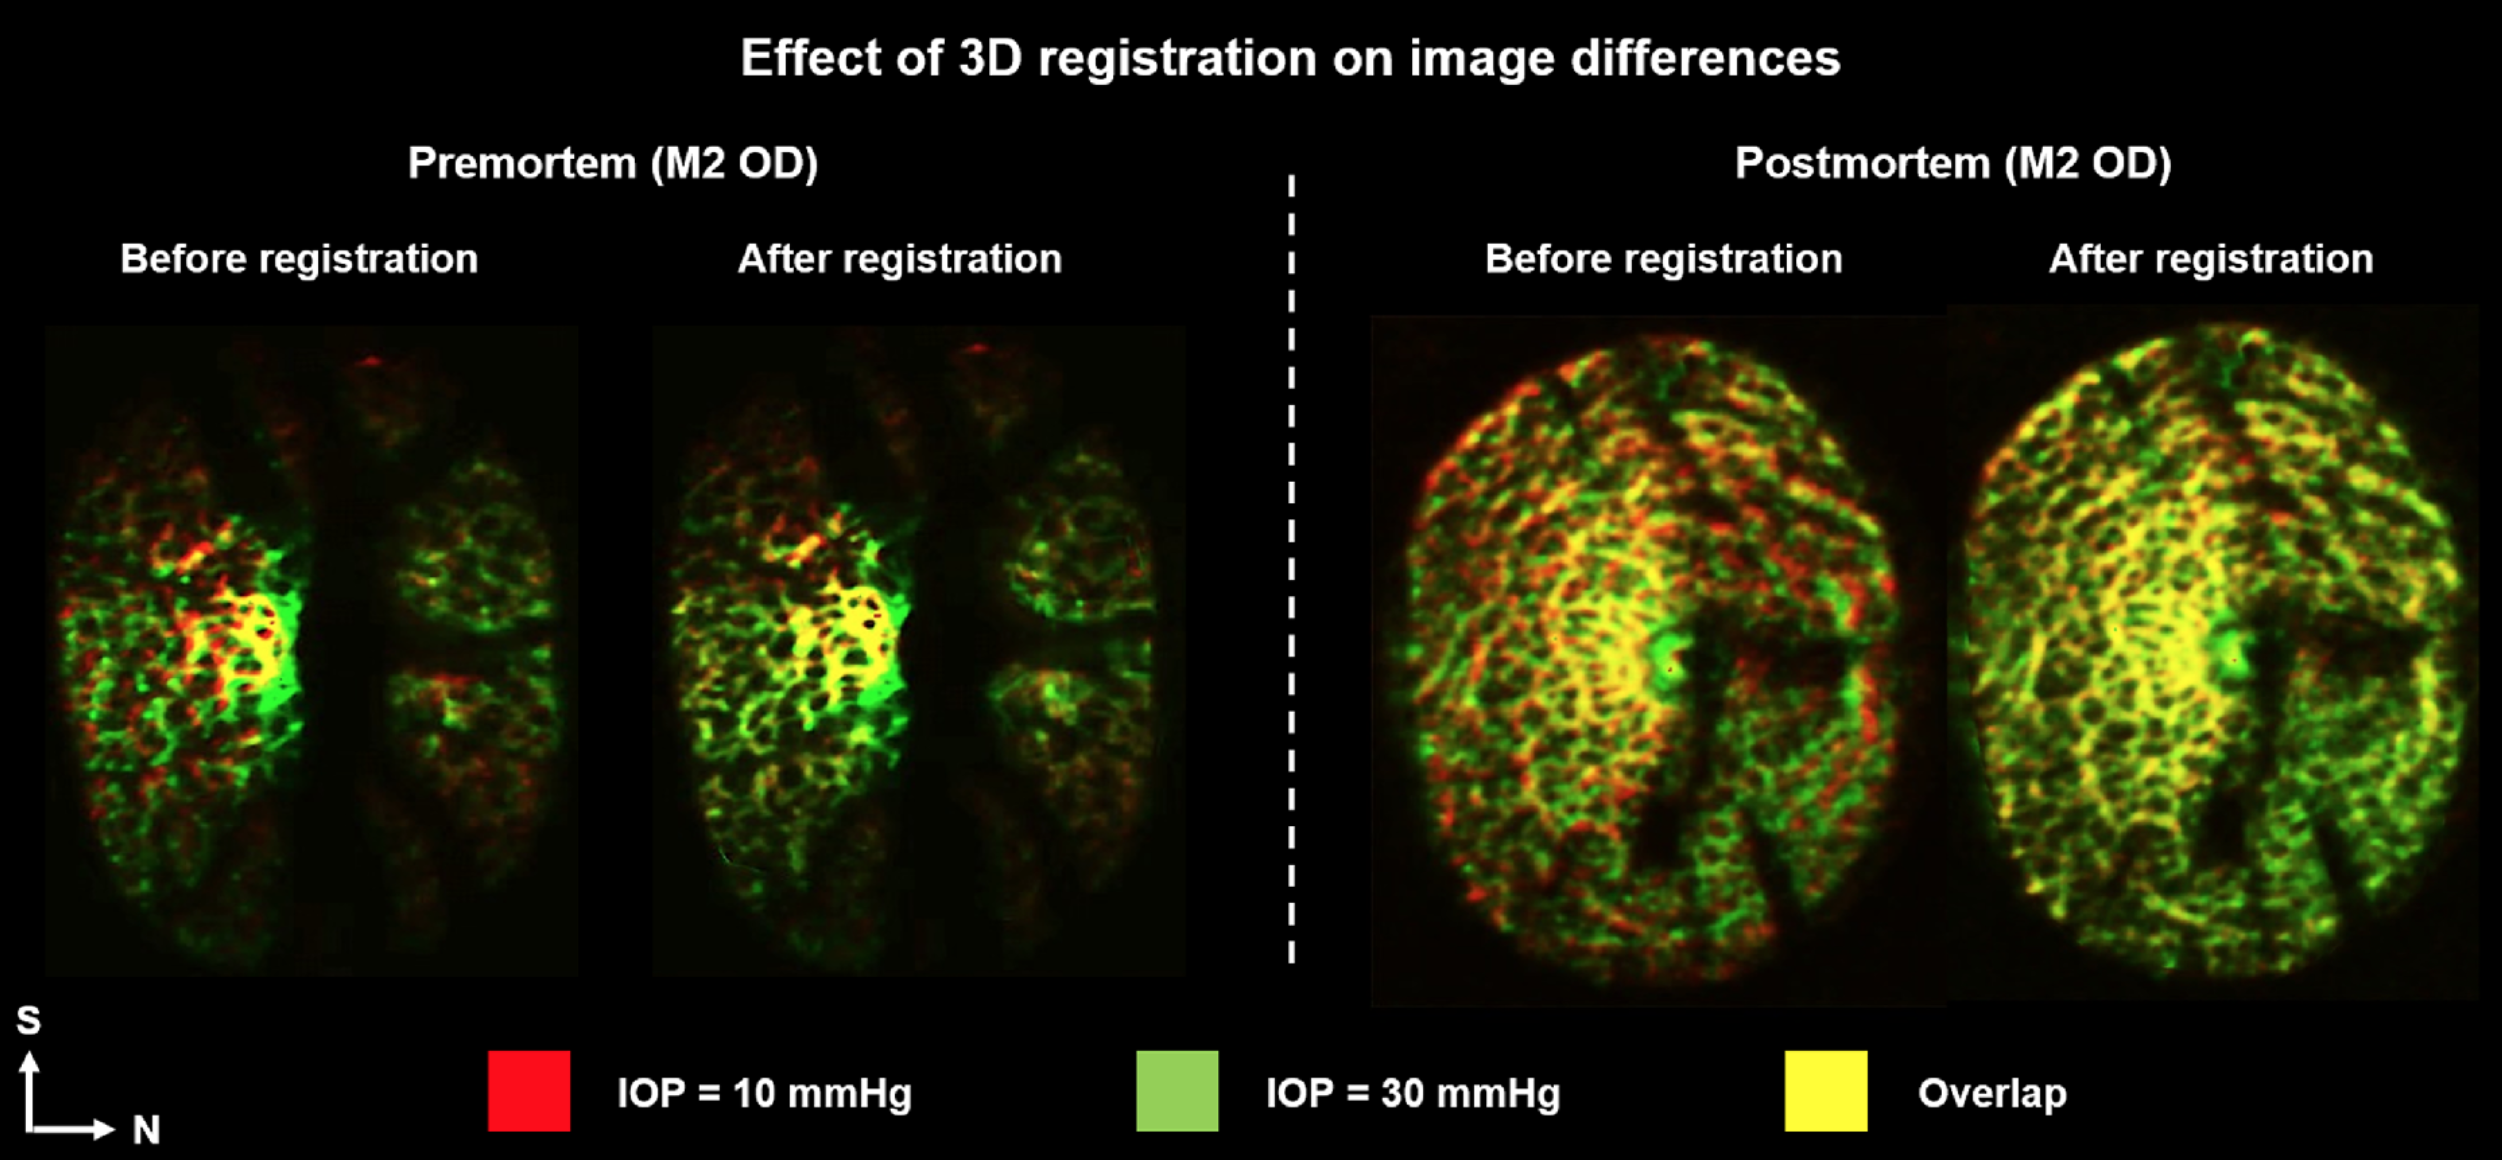 Effect of 3D registration on image differences
Premortem (M2 OD)
Postmortem (M2 OD)
Before registration
After registration
Before registration
After registration
S
N
IOP = 10 mmHg
IOP = 30 mmHg
Overlap